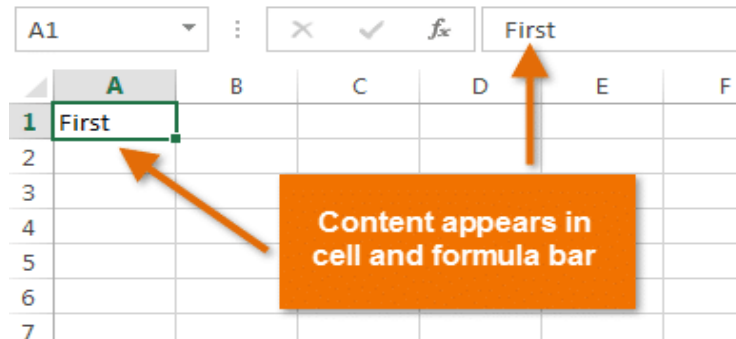 A1 fx First
A B C D E F
1 First
2
3
4
5
6
7
Content appears in
cell and formula bar